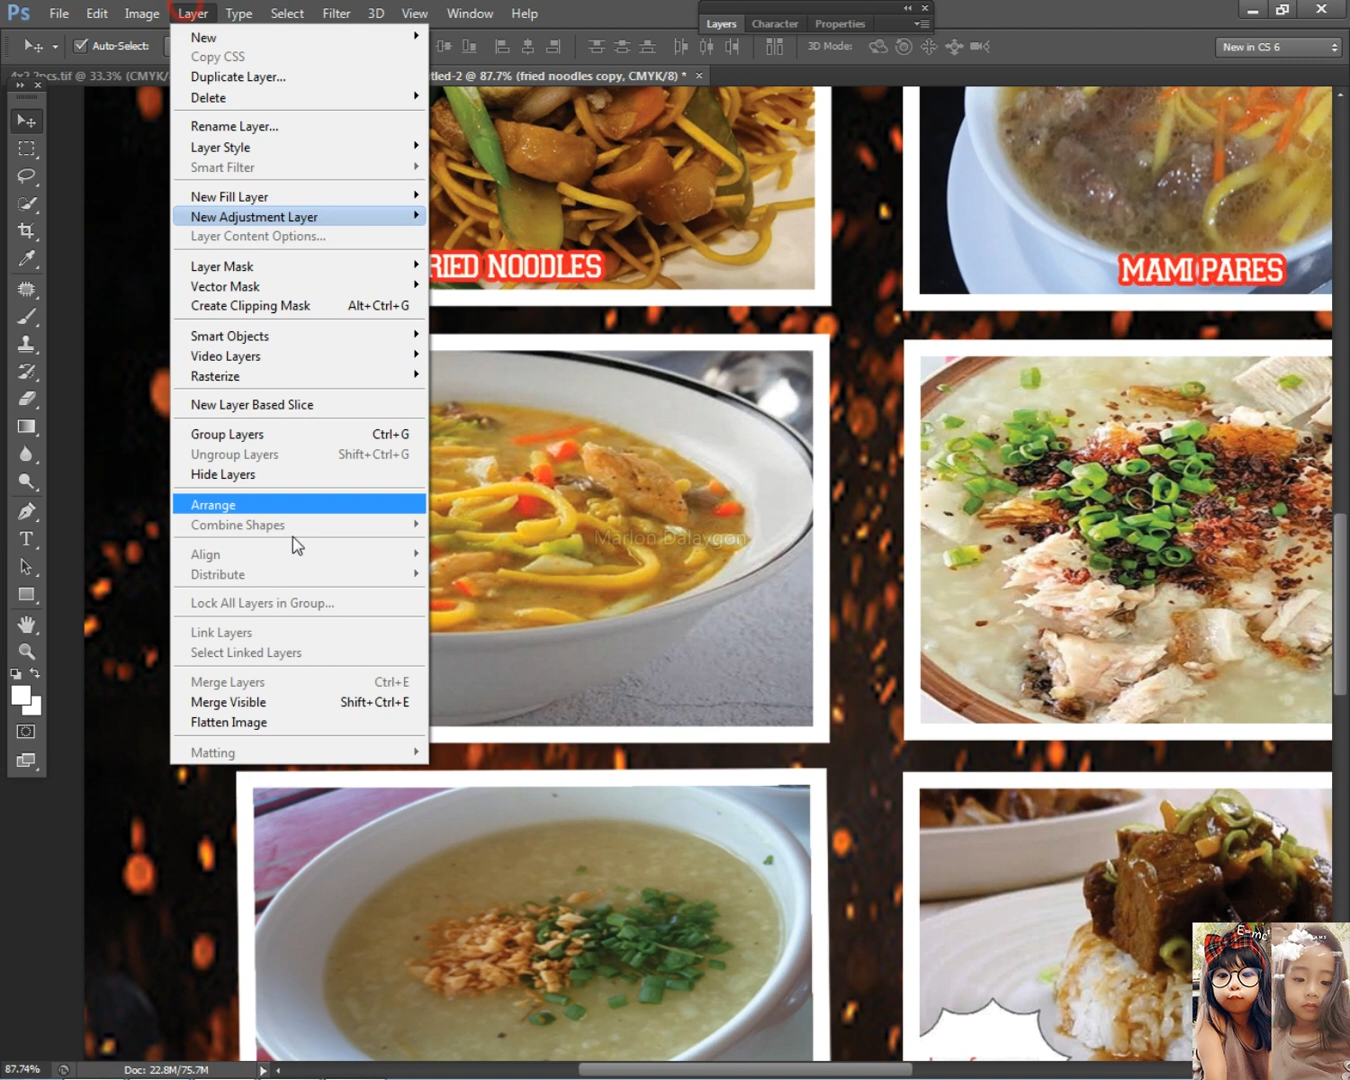 Ps File Edit Image Layer Type Select Filter 3D View Window Help
Layers Character Properties
Auto-Select:
3D Mode:
New in CS 6
4x2 2pcs.tif @ 33.3% (CMYK/
tled-2 @ 87.7% (fried noodles copy, CMYK/8) *
New
Copy CSS
Duplicate Layer...
Delete
Rename Layer...
Layer Style
Smart Filter
New Fill Layer
New Adjustment Layer
Layer Content Options...
Layer Mask
Vector Mask
Create Clipping Mask Alt+Ctrl+G
Smart Objects
Video Layers
Rasterize
New Layer Based Slice
Group Layers Ctrl+G
Ungroup Layers Shift+Ctrl+G
Hide Layers
Arrange
Combine Shapes
Align
Distribute
Lock All Layers in Group...
Link Layers
Select Linked Layers
Merge Layers Ctrl+E
Merge Visible Shift+Ctrl+E
Flatten Image
Matting
RIED NOODLES
MAMI PARES
Marlon Dalaygon
87.74% Doc: 22.8M/75.7M